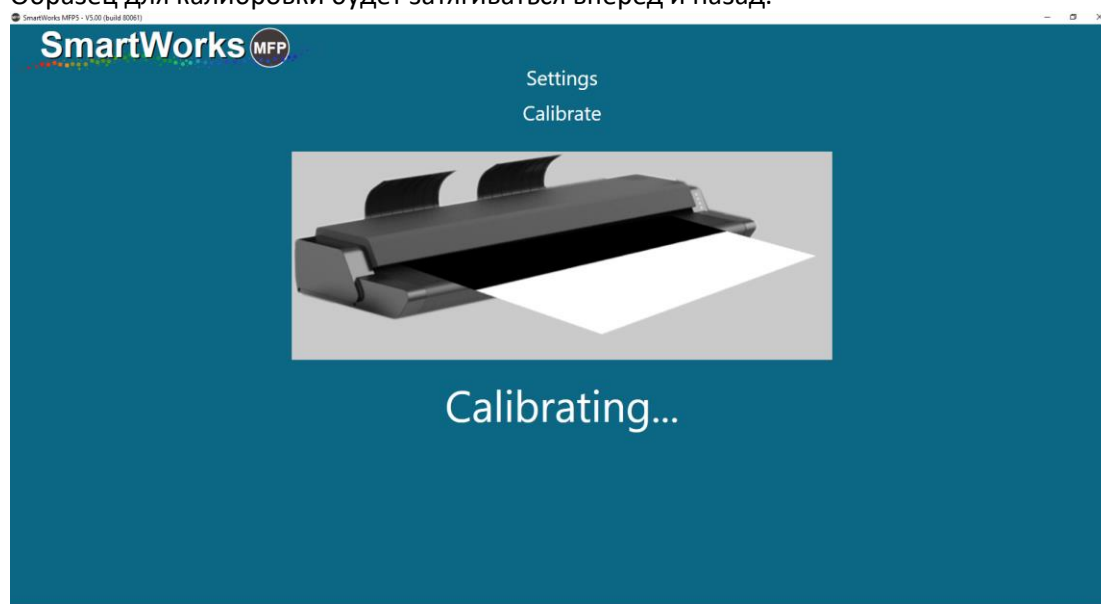 Образец для калибровки будет затягиваться вперед и назад.
SmartWorks MFP5 - V5.00 (build 80061)
SmartWorks MFP
Settings
Calibrate
Calibrating...